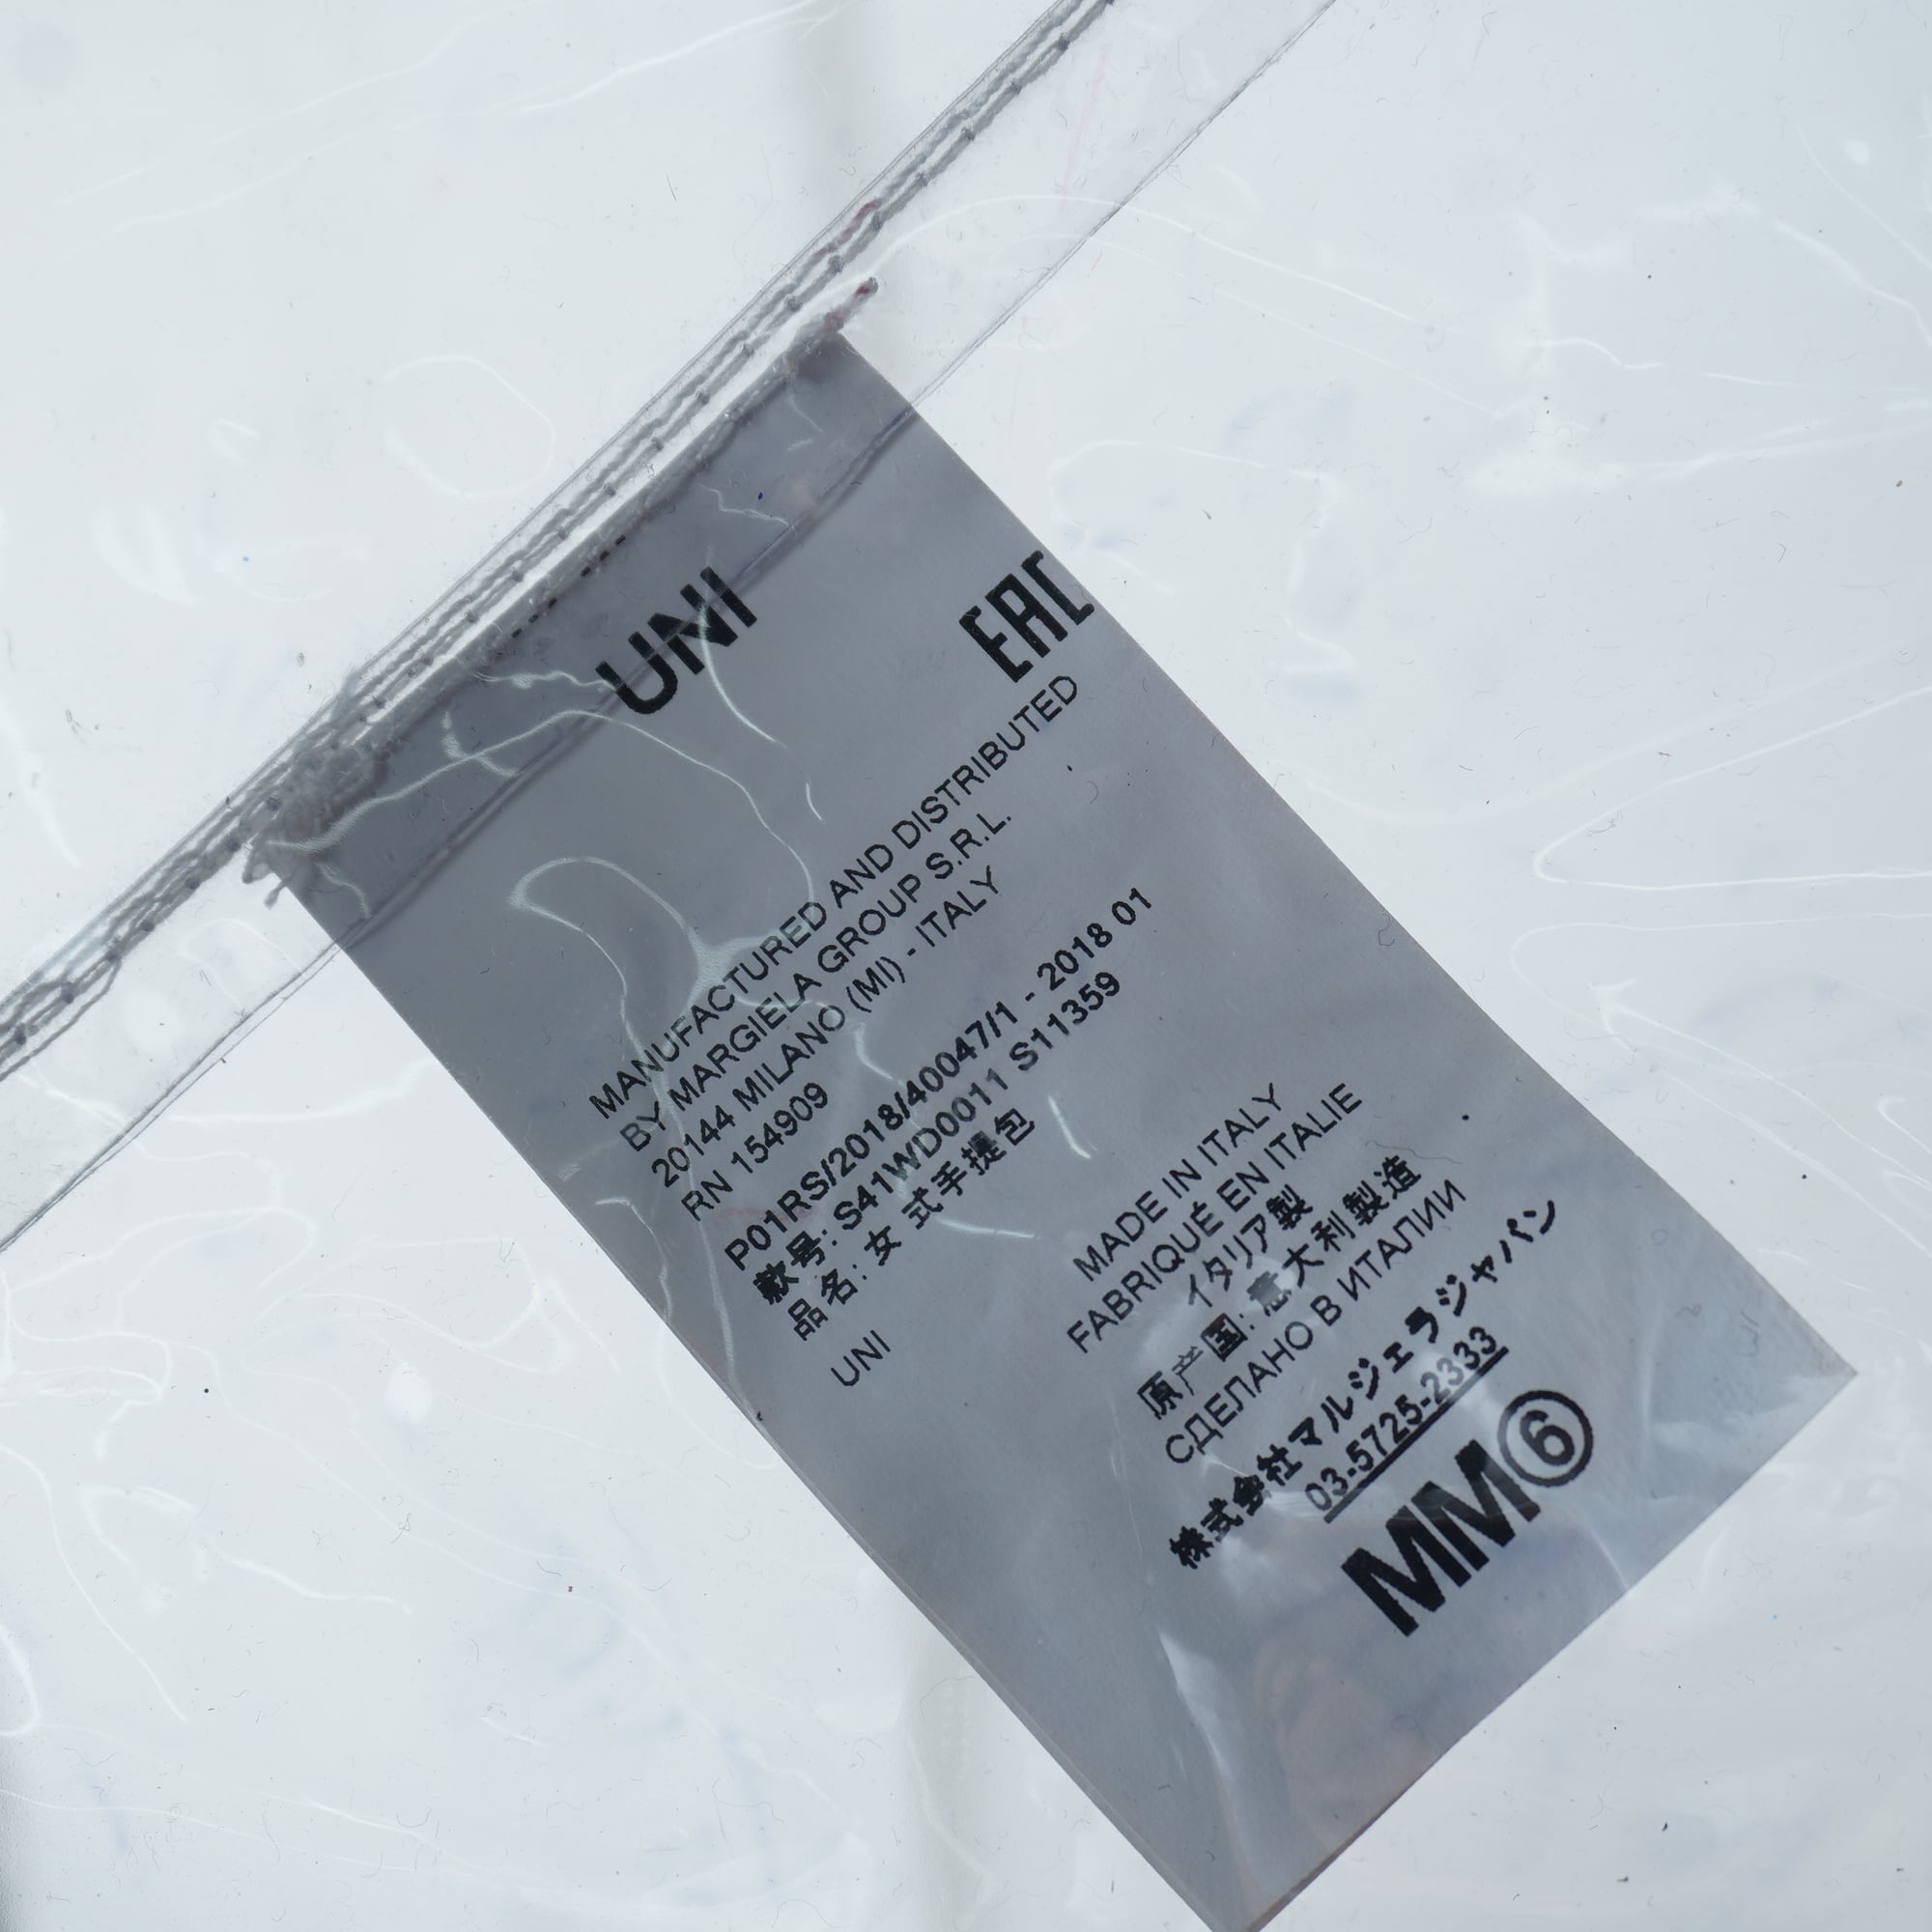 UNI
EAC
MANUFACTURED AND DISTRIBUTED
BY MARGIELA GROUP S.R.L.
20144 MILANO (MI) - ITALY
RN 154909
P01RS/2018/40047/1 - 2018 01
款号: S41WD0011 S11359
品名: 女 式手提包
UNI
MADE IN ITALY
FABRIQUÉ EN ITALIE
イタリア製
原产国: 意大利製造
СДЕЛАНО В ИТАЛИИ
株式会社マルジェラジャパン
03-5725-2333
MM⑥